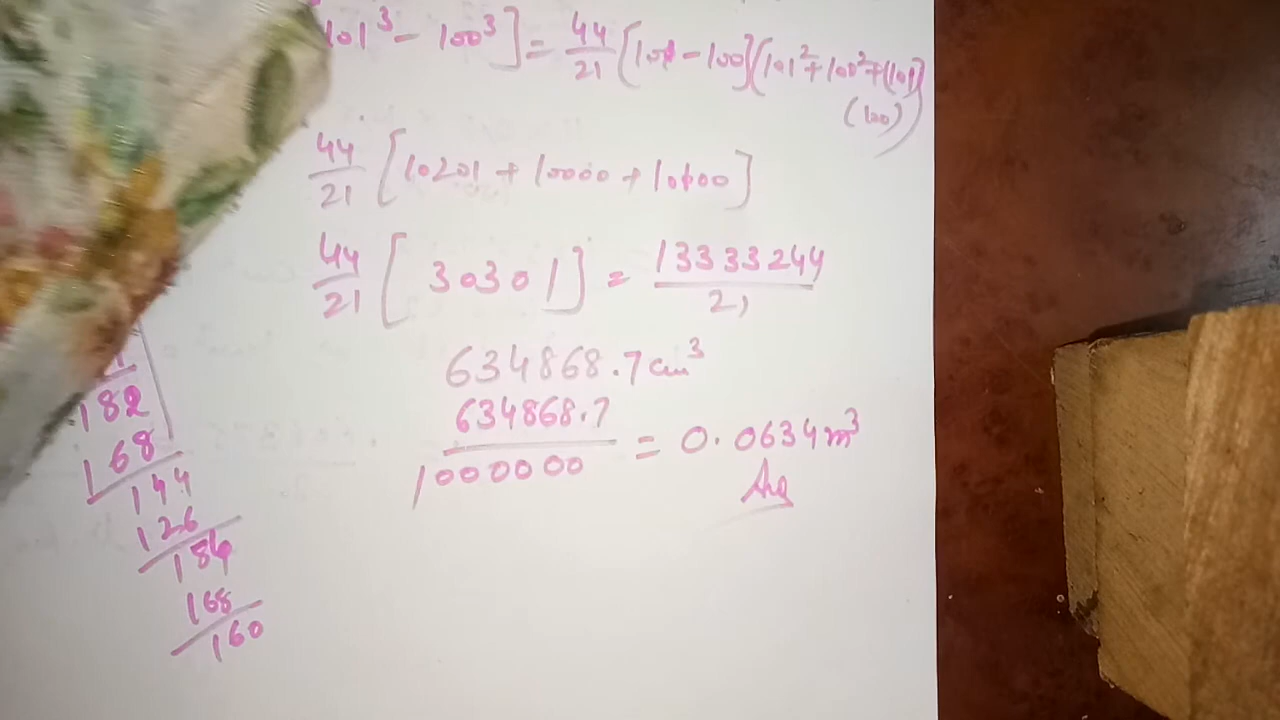 101³ - 100³] = 44/21 [101 - 100] (101² + 100² + (101)
(100))
44/21 [10201 + 10000 + 10100]
44/21 [30301] = 1333244/21
634868.7 cm³
634868.7/1000000 = 0.0634 m³
Ans
182
168
144
126
184
168
160